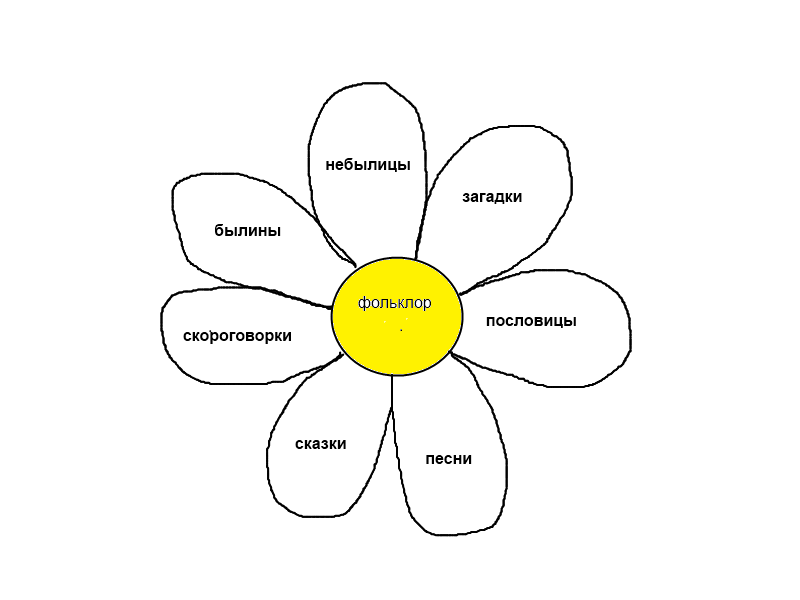 небылицы
загадки
былины
фольклор
пословицы
скороговорки
сказки
песни